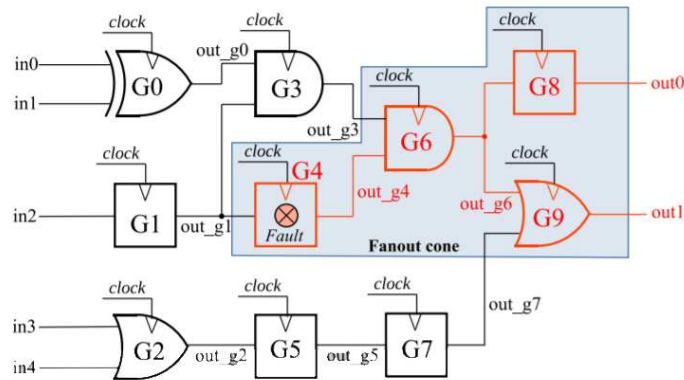 clock
out_g0
clock
clock
in0
in1
G0
G3
clock
G8
out0
out_g3
G6
clock
clock
G4
out_g4
clock
in2
G1
out_g1
Fault
out_g6
G9
out1
Fanout cone
clock
clock
clock
out_g7
in3
in4
G2
out_g2
G5
out_g5
G7